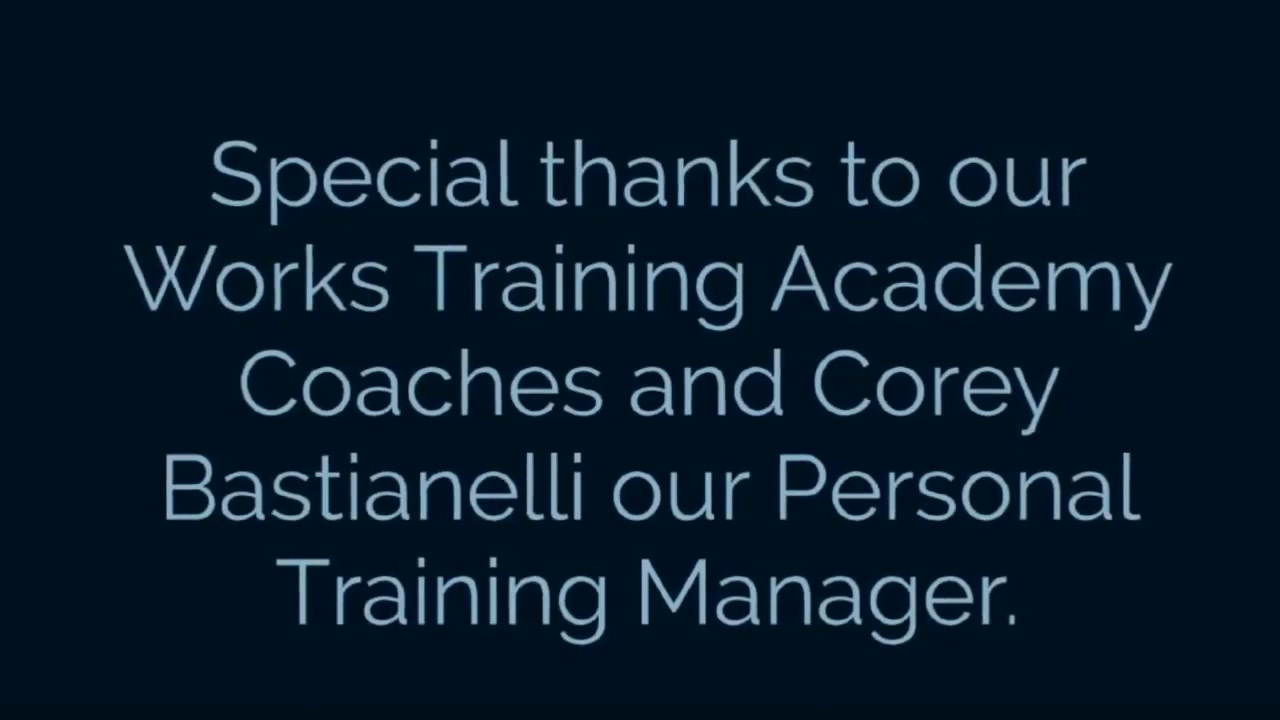 Special thanks to our
Works Training Academy
Coaches and Corey
Bastianelli our Personal
Training Manager.